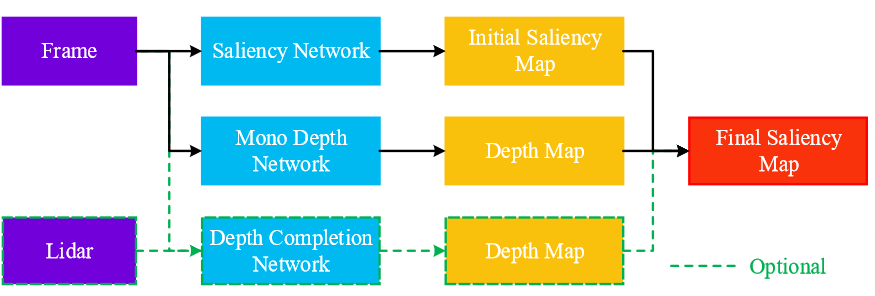 Frame
Saliency Network
Initial Saliency
Map
Mono Depth
Network
Depth Map
Final Saliency
Map
Lidar
Depth Completion
Network
Depth Map
Optional